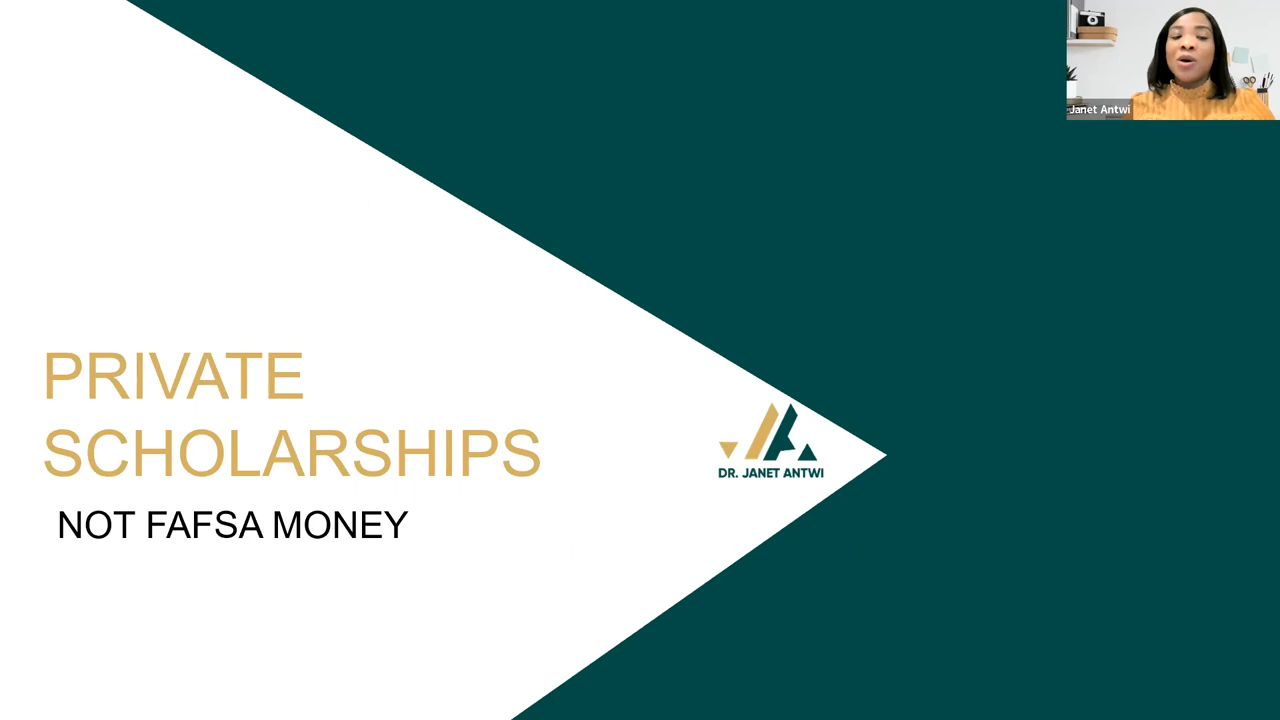 Janet Antwi
PRIVATE
SCHOLARSHIPS
DR. JANET ANTWI
NOT FAFSA MONEY